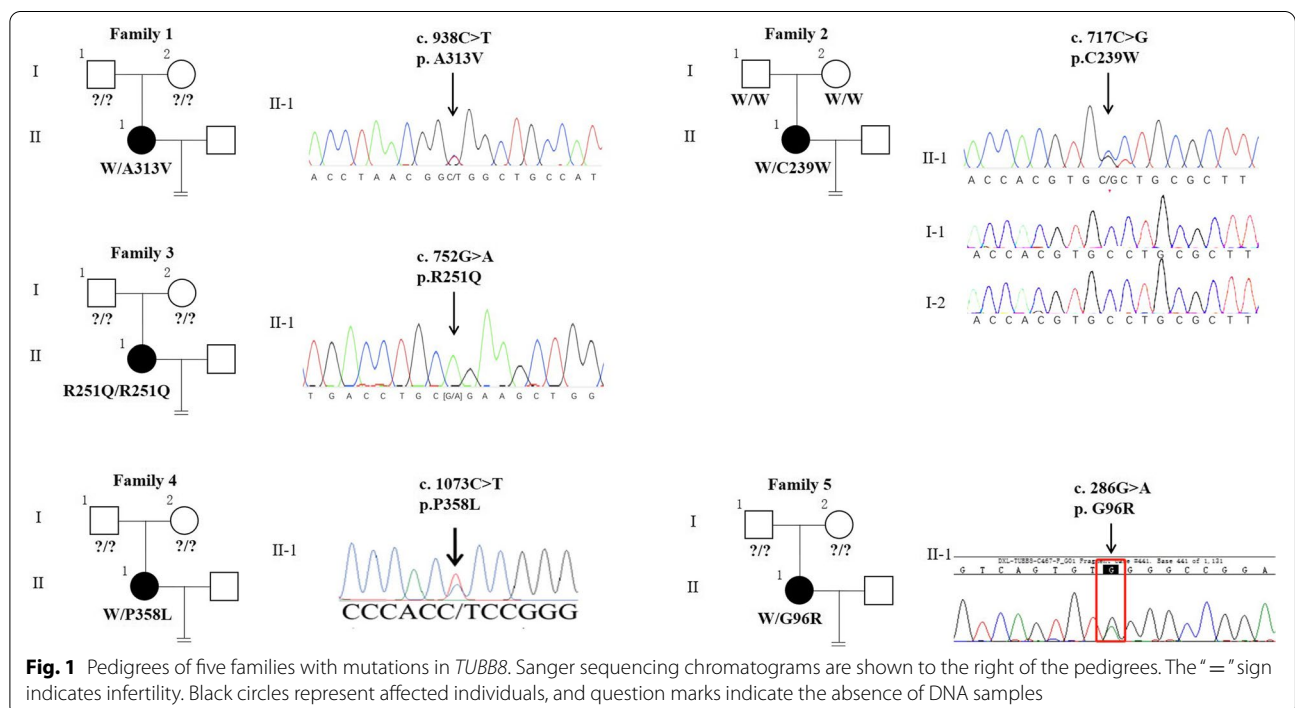 Family 1
I
1
2
?/?
?/?
II
1
W/A313V
c. 938C>T
p. A313V
II-1
A C C T A A C G G C/T G G C T G C C A T
Family 2
I
1
2
W/W
W/W
II
1
W/C239W
c. 717C>G
p.C239W
II-1
A C C A C G T G C/G C T G C G C T T
I-1
A C C A C G T G C C T G C G C T T
I-2
A C C A C G T G C C T G C G C T T
Family 3
I
1
2
?/?
?/?
II
1
R251Q/R251Q
c. 752G>A
p.R251Q
II-1
T G A C C T G C [G/A] G A A G C T G G
Family 4
I
1
2
?/?
?/?
II
1
W/P358L
c. 1073C>T
p.P358L
II-1
CCCACC/TCCGGG
Family 5
I
1
2
?/?
?/?
II
1
W/G96R
c. 286G>A
p. G96R
II-1
Base 441 of 1,131
G T C A G T G T G G G G C C G G A
Fig. 1 Pedigrees of five families with mutations in TUBB8. Sanger sequencing chromatograms are shown to the right of the pedigrees. The “=” sign
indicates infertility. Black circles represent affected individuals, and question marks indicate the absence of DNA samples